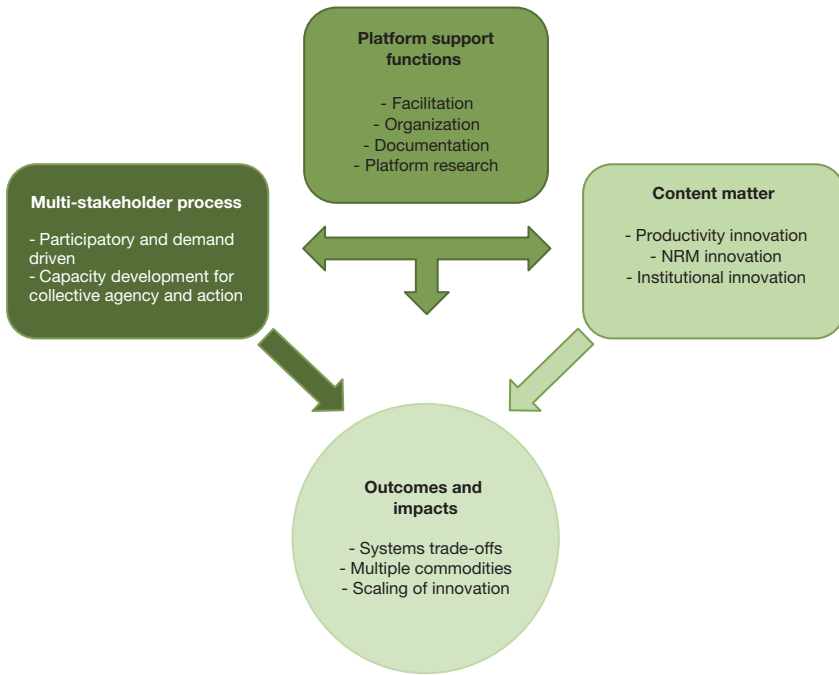 Platform support
functions
- Facilitation
- Organization
- Documentation
- Platform research
Multi-stakeholder process
- Participatory and demand
driven
- Capacity development for
collective agency and action
Content matter
- Productivity innovation
- NRM innovation
- Institutional innovation
Outcomes and
impacts
- Systems trade-offs
- Multiple commodities
- Scaling of innovation